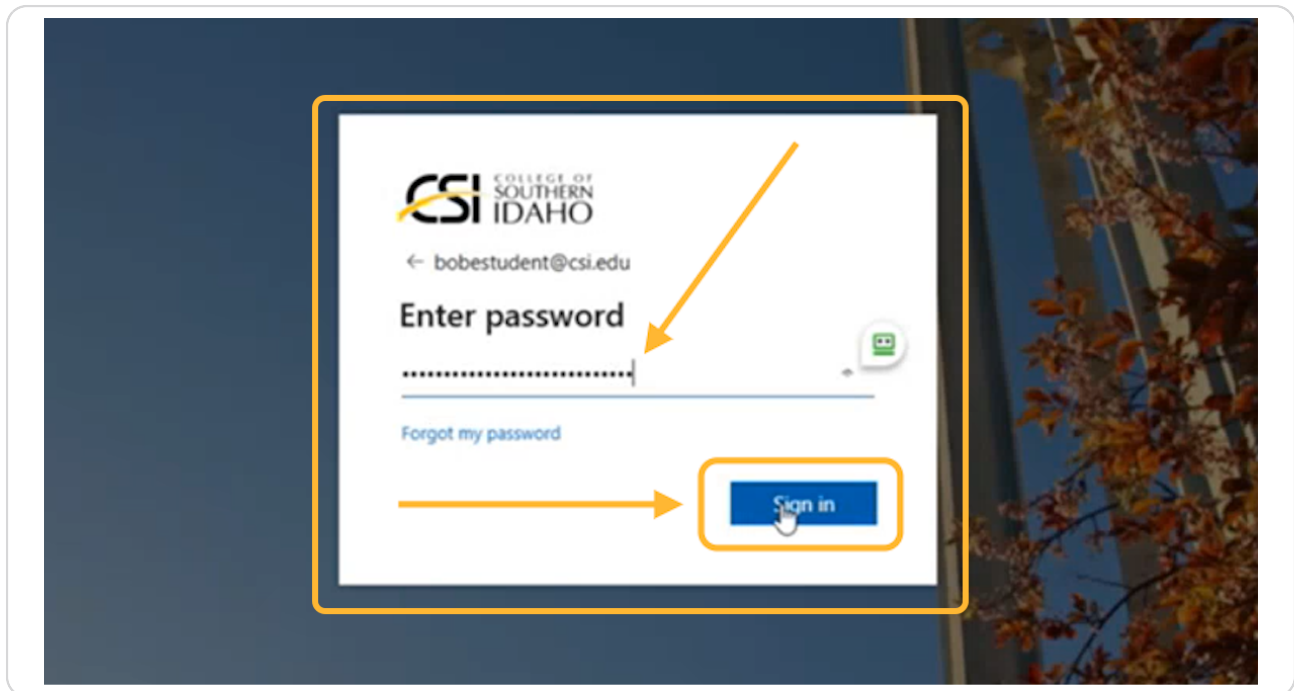 CSI COLLEGE OF
SOUTHERN
IDAHO
← bobestudent@csi.edu
Enter password
••••••••••••••••••••••••••••
Forgot my password
Sign in